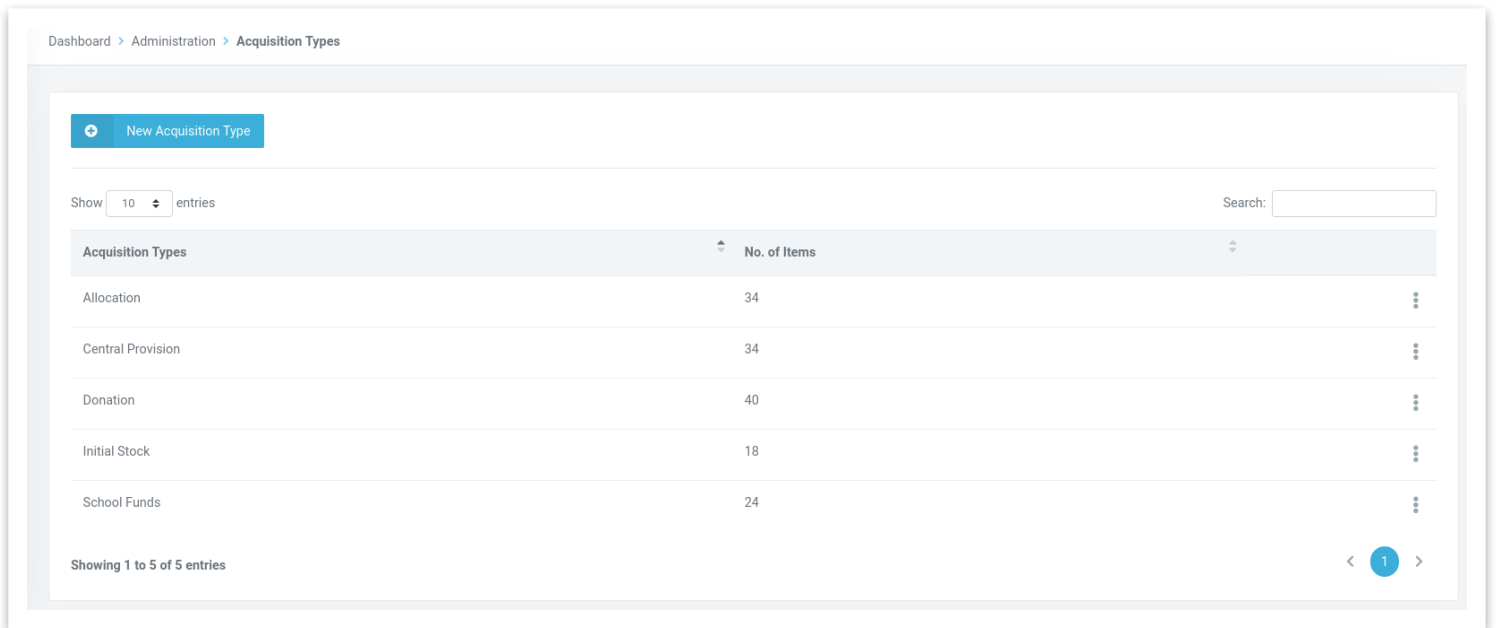 Dashboard > Administration > Acquisition Types
New Acquisition Type
Show 10 entries Search:
Acquisition Types No. of Items
Allocation 34
Central Provision 34
Donation 40
Initial Stock 18
School Funds 24
Showing 1 to 5 of 5 entries < 1 >